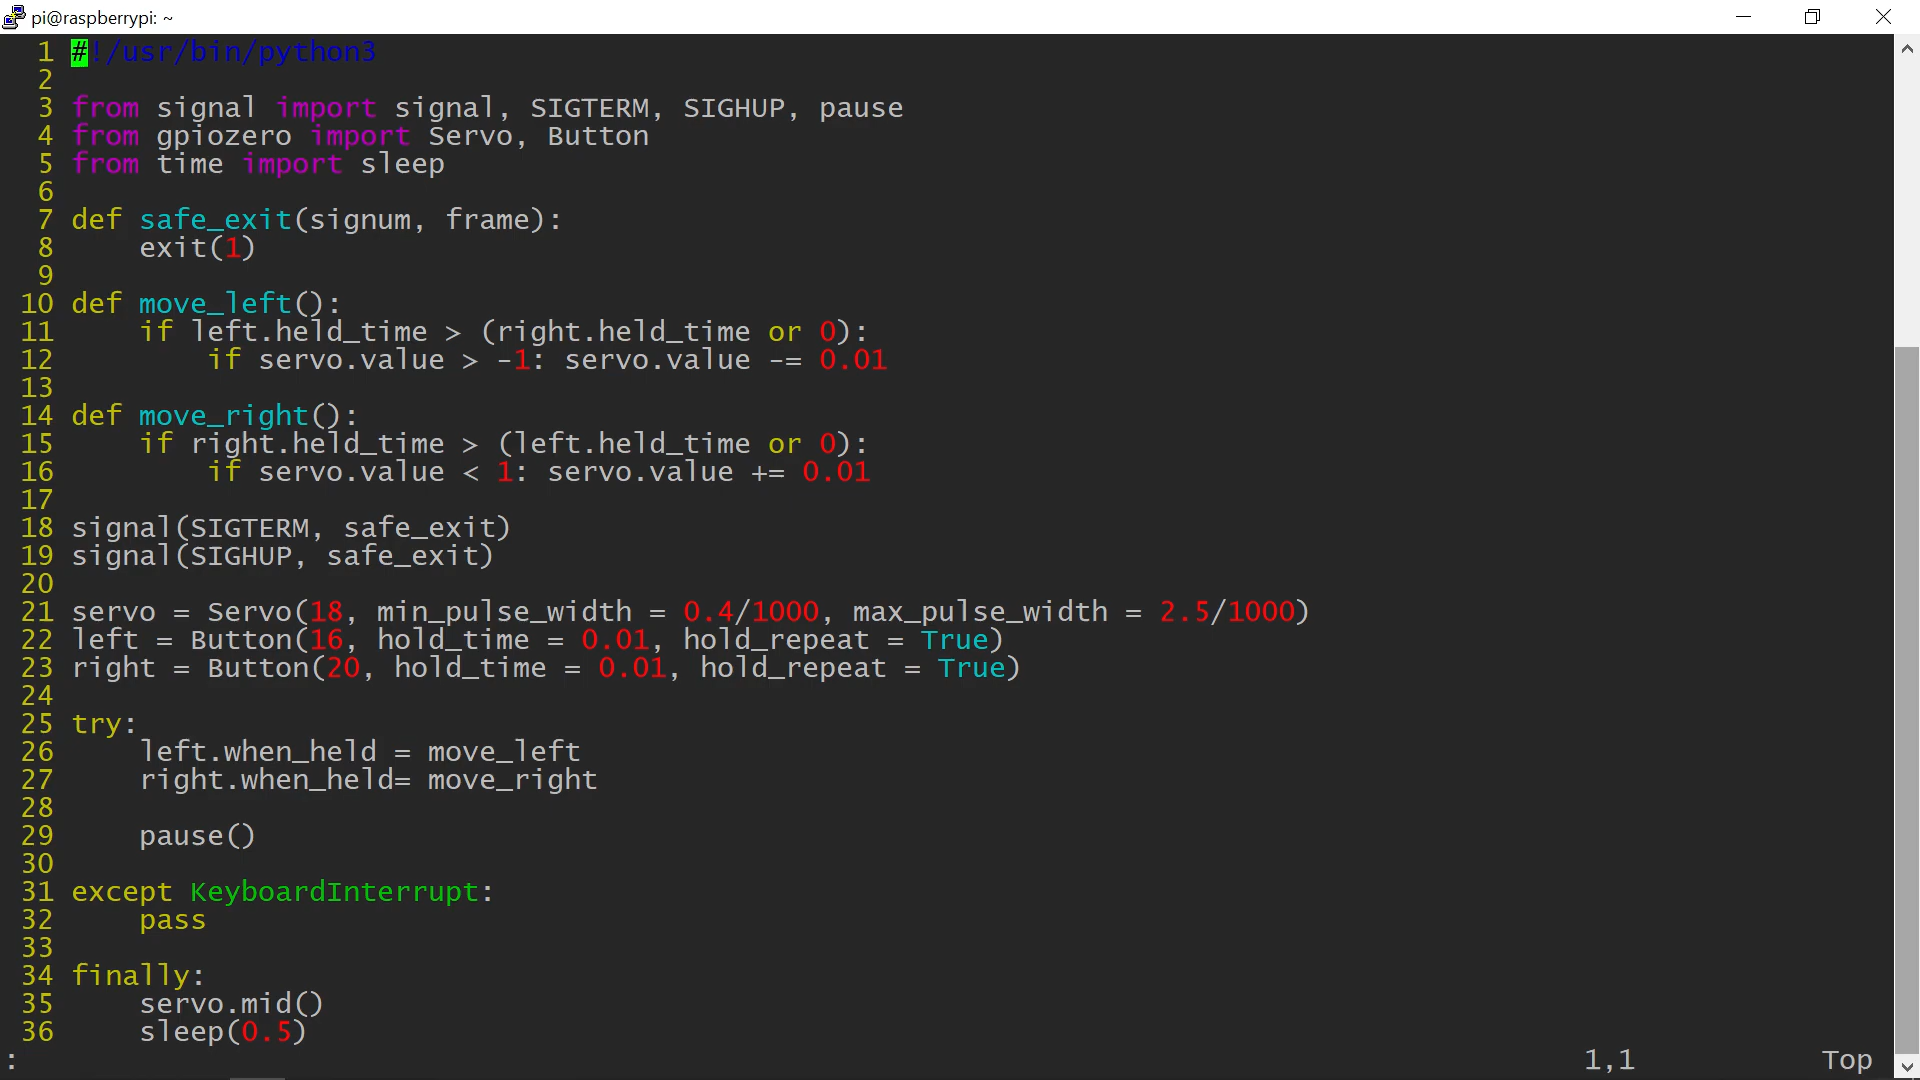 pi@raspberrypi: ~
1 #!/usr/bin/python3
2
3 from signal import signal, SIGTERM, SIGHUP, pause
4 from gpiozero import Servo, Button
5 from time import sleep
6
7 def safe_exit(signum, frame):
8     exit(1)
9
10 def move_left():
11     if left.held_time > (right.held_time or 0):
12         if servo.value > -1: servo.value -= 0.01
13
14 def move_right():
15     if right.held_time > (left.held_time or 0):
16         if servo.value < 1: servo.value += 0.01
17
18 signal(SIGTERM, safe_exit)
19 signal(SIGHUP, safe_exit)
20
21 servo = Servo(18, min_pulse_width = 0.4/1000, max_pulse_width = 2.5/1000)
22 left = Button(16, hold_time = 0.01, hold_repeat = True)
23 right = Button(20, hold_time = 0.01, hold_repeat = True)
24
25 try:
26     left.when_held = move_left
27     right.when_held= move_right
28
29     pause()
30
31 except KeyboardInterrupt:
32     pass
33
34 finally:
35     servo.mid()
36     sleep(0.5)
: 1,1 Top